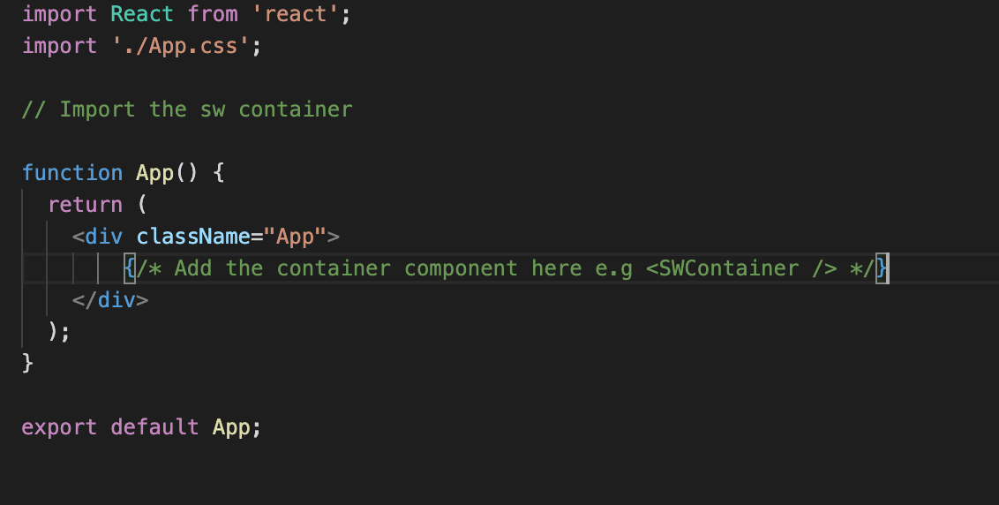 import React from 'react';
import './App.css';
// Import the sw container
function App() {
return (
<div className="App">
{/* Add the container component here e.g <SWContainer /> */}
</div>
);
}
export default App;